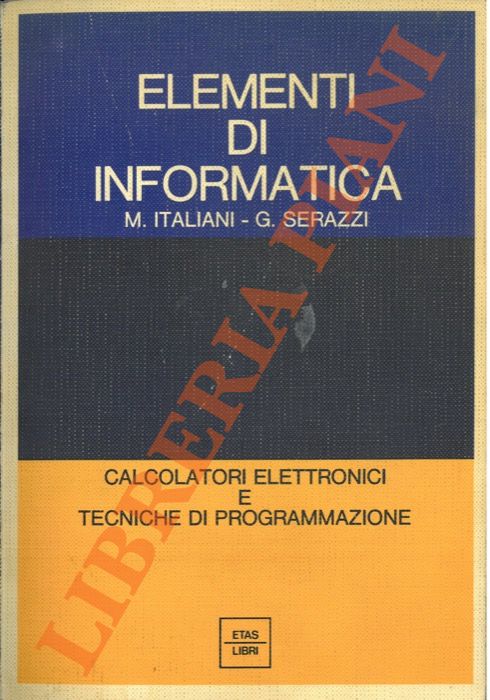 ELEMENTI
DI
INFORMATICA
M. ITALIANI - G. SERAZZI
CALCOLATORI ELETTRONICI
E
TECNICHE DI PROGRAMMAZIONE
ETAS
LIBRI
LIBRERIA PIANI